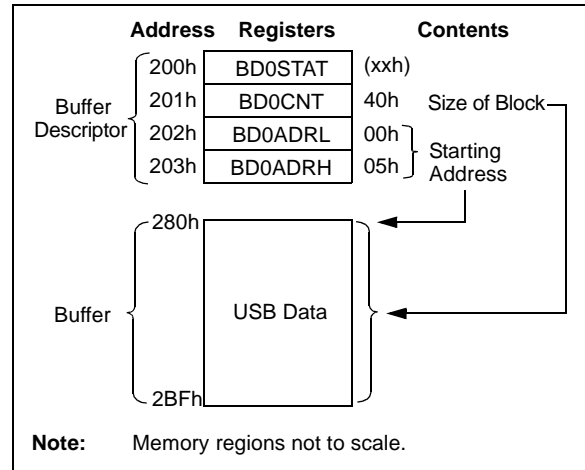 Address Registers Contents
200h BD0STAT (xxh)
201h BD0CNT 40h Size of Block
202h BD0ADRL 00h
203h BD0ADRH 05h
Buffer
Descriptor
Starting
Address
280h
Buffer USB Data
2BFh
Note: Memory regions not to scale.